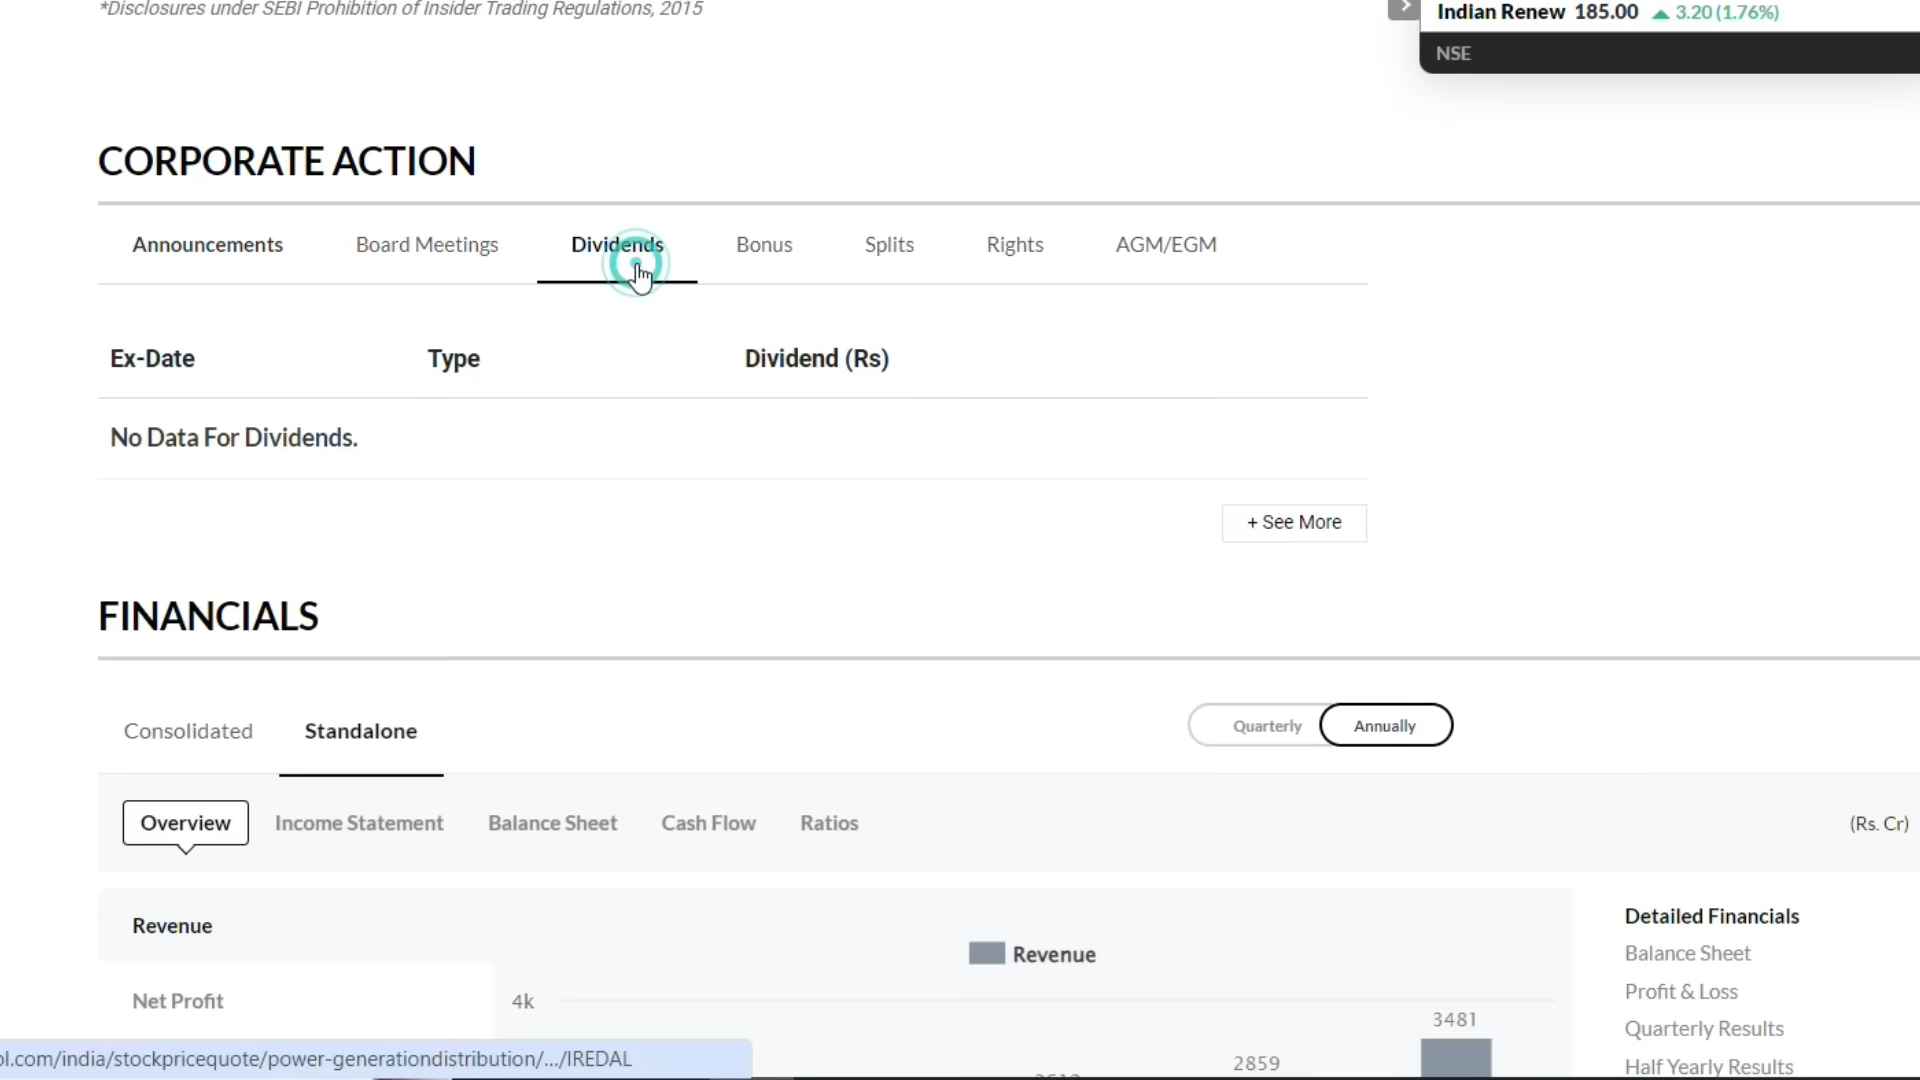 *Disclosures under SEBI Prohibition of Insider Trading Regulations, 2015
Indian Renew 185.00 ▲ 3.20 (1.76%)
NSE
CORPORATE ACTION
Announcements Board Meetings Dividends Bonus Splits Rights AGM/EGM
Ex-Date Type Dividend (Rs)
No Data For Dividends.
+ See More
FINANCIALS
Consolidated Standalone Quarterly Annually
Overview Income Statement Balance Sheet Cash Flow Ratios (Rs. Cr)
Revenue
Revenue
Net Profit
4k
3481
2859
Detailed Financials
Balance Sheet
Profit & Loss
Quarterly Results
Half Yearly Results
ol.com/india/stockpricequote/power-generationdistribution/.../IREDAL